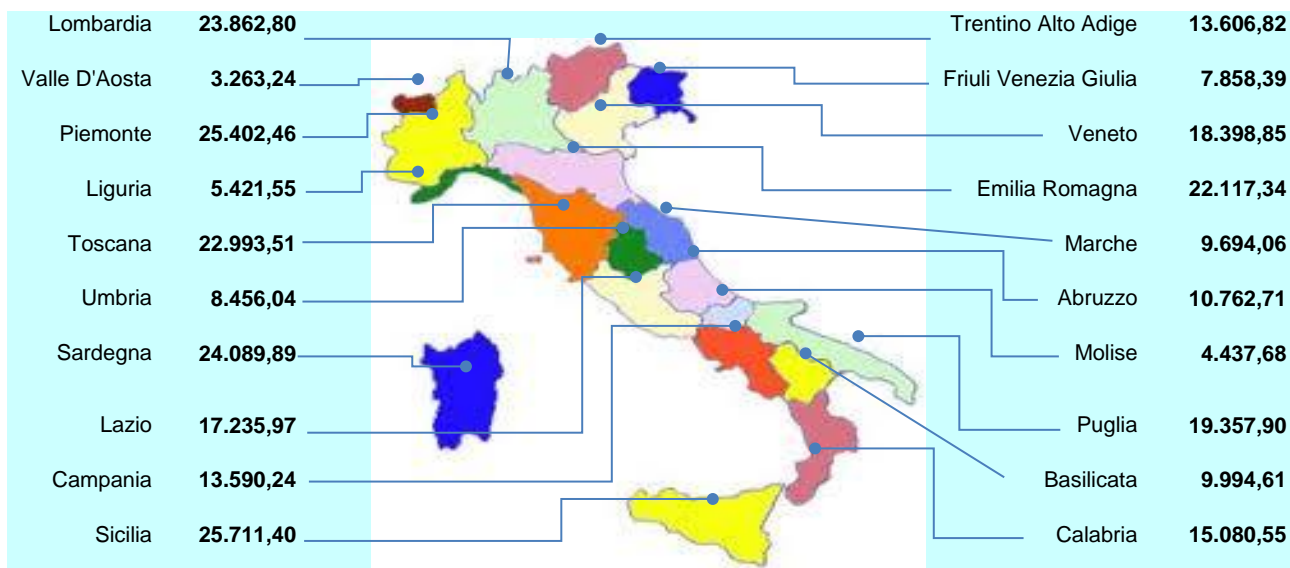 Lombardia 23.862,80
Valle D'Aosta 3.263,24
Piemonte 25.402,46
Liguria 5.421,55
Toscana 22.993,51
Umbria 8.456,04
Sardegna 24.089,89
Lazio 17.235,97
Campania 13.590,24
Sicilia 25.711,40
Trentino Alto Adige 13.606,82
Friuli Venezia Giulia 7.858,39
Veneto 18.398,85
Emilia Romagna 22.117,34
Marche 9.694,06
Abruzzo 10.762,71
Molise 4.437,68
Puglia 19.357,90
Basilicata 9.994,61
Calabria 15.080,55